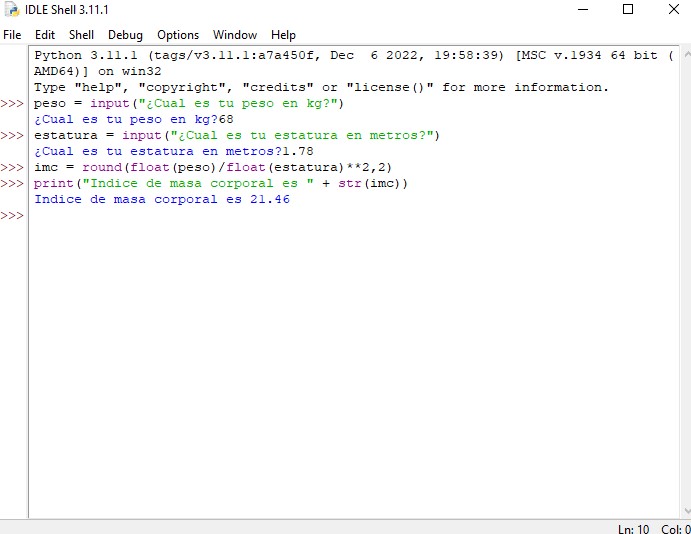 IDLE Shell 3.11.1
File Edit Shell Debug Options Window Help
Python 3.11.1 (tags/v3.11.1:a7a450f, Dec  6 2022, 19:58:39) [MSC v.1934 64 bit (
AMD64)] on win32
Type "help", "copyright", "credits" or "license()" for more information.
>>> peso = input("¿Cual es tu peso en kg?")
¿Cual es tu peso en kg?68
>>> estatura = input("¿Cual es tu estatura en metros?")
¿Cual es tu estatura en metros?1.78
>>> imc = round(float(peso)/float(estatura)**2,2)
>>> print("Indice de masa corporal es " + str(imc))
Indice de masa corporal es 21.46
>>>
Ln: 10 Col: 0